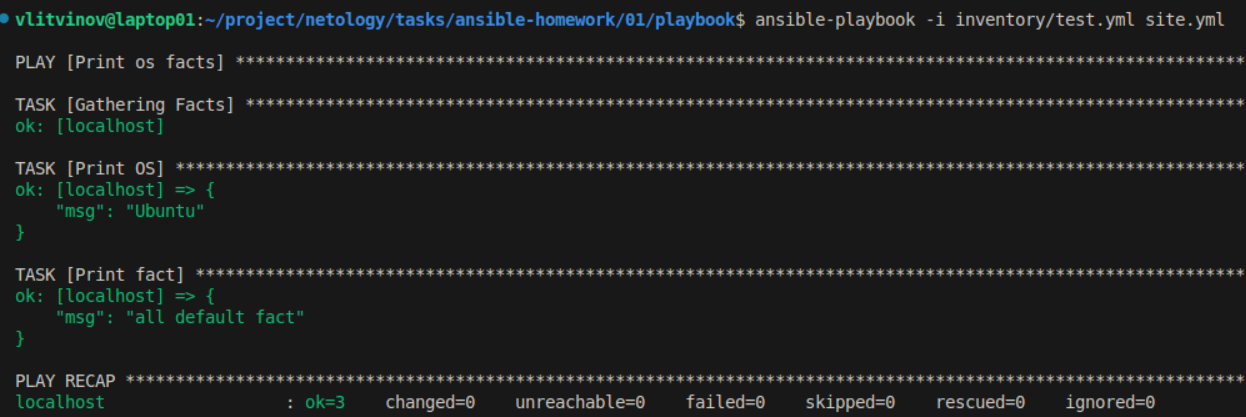 vlitvinov@laptop01:~/project/netology/tasks/ansible-homework/01/playbook$ ansible-playbook -i inventory/test.yml site.yml
PLAY [Print os facts] *****************************************************************************************************
TASK [Gathering Facts] ****************************************************************************************************
ok: [localhost]
TASK [Print OS] ***********************************************************************************************************
ok: [localhost] => {
    "msg": "Ubuntu"
}
TASK [Print fact] *********************************************************************************************************
ok: [localhost] => {
    "msg": "all default fact"
}
PLAY RECAP ****************************************************************************************************************
localhost                  : ok=3    changed=0    unreachable=0    failed=0    skipped=0    rescued=0    ignored=0